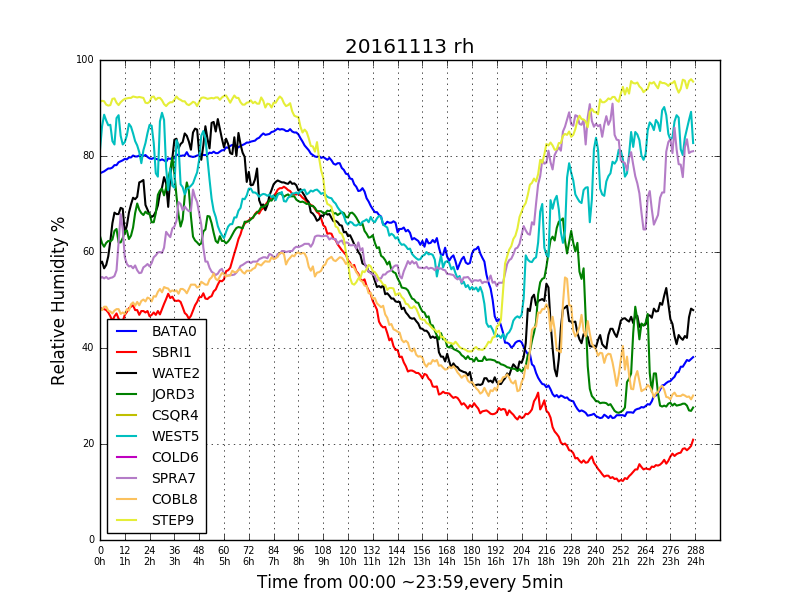 20161113 rh
Relative Humidity %
100
80
60
40
20
0
BATA0
SBRI1
WATE2
JORD3
CSQR4
WEST5
COLD6
SPRA7
COBL8
STEP9
0 12 24 36 48 60 72 84 96 108 120 132 144 156 168 180 192 204 216 228 240 252 264 276 288
0h 1h 2h 3h 4h 5h 6h 7h 8h 9h 10h 11h 12h 13h 14h 15h 16h 17h 18h 19h 20h 21h 22h 23h 24h
Time from 00:00 ~23:59,every 5min